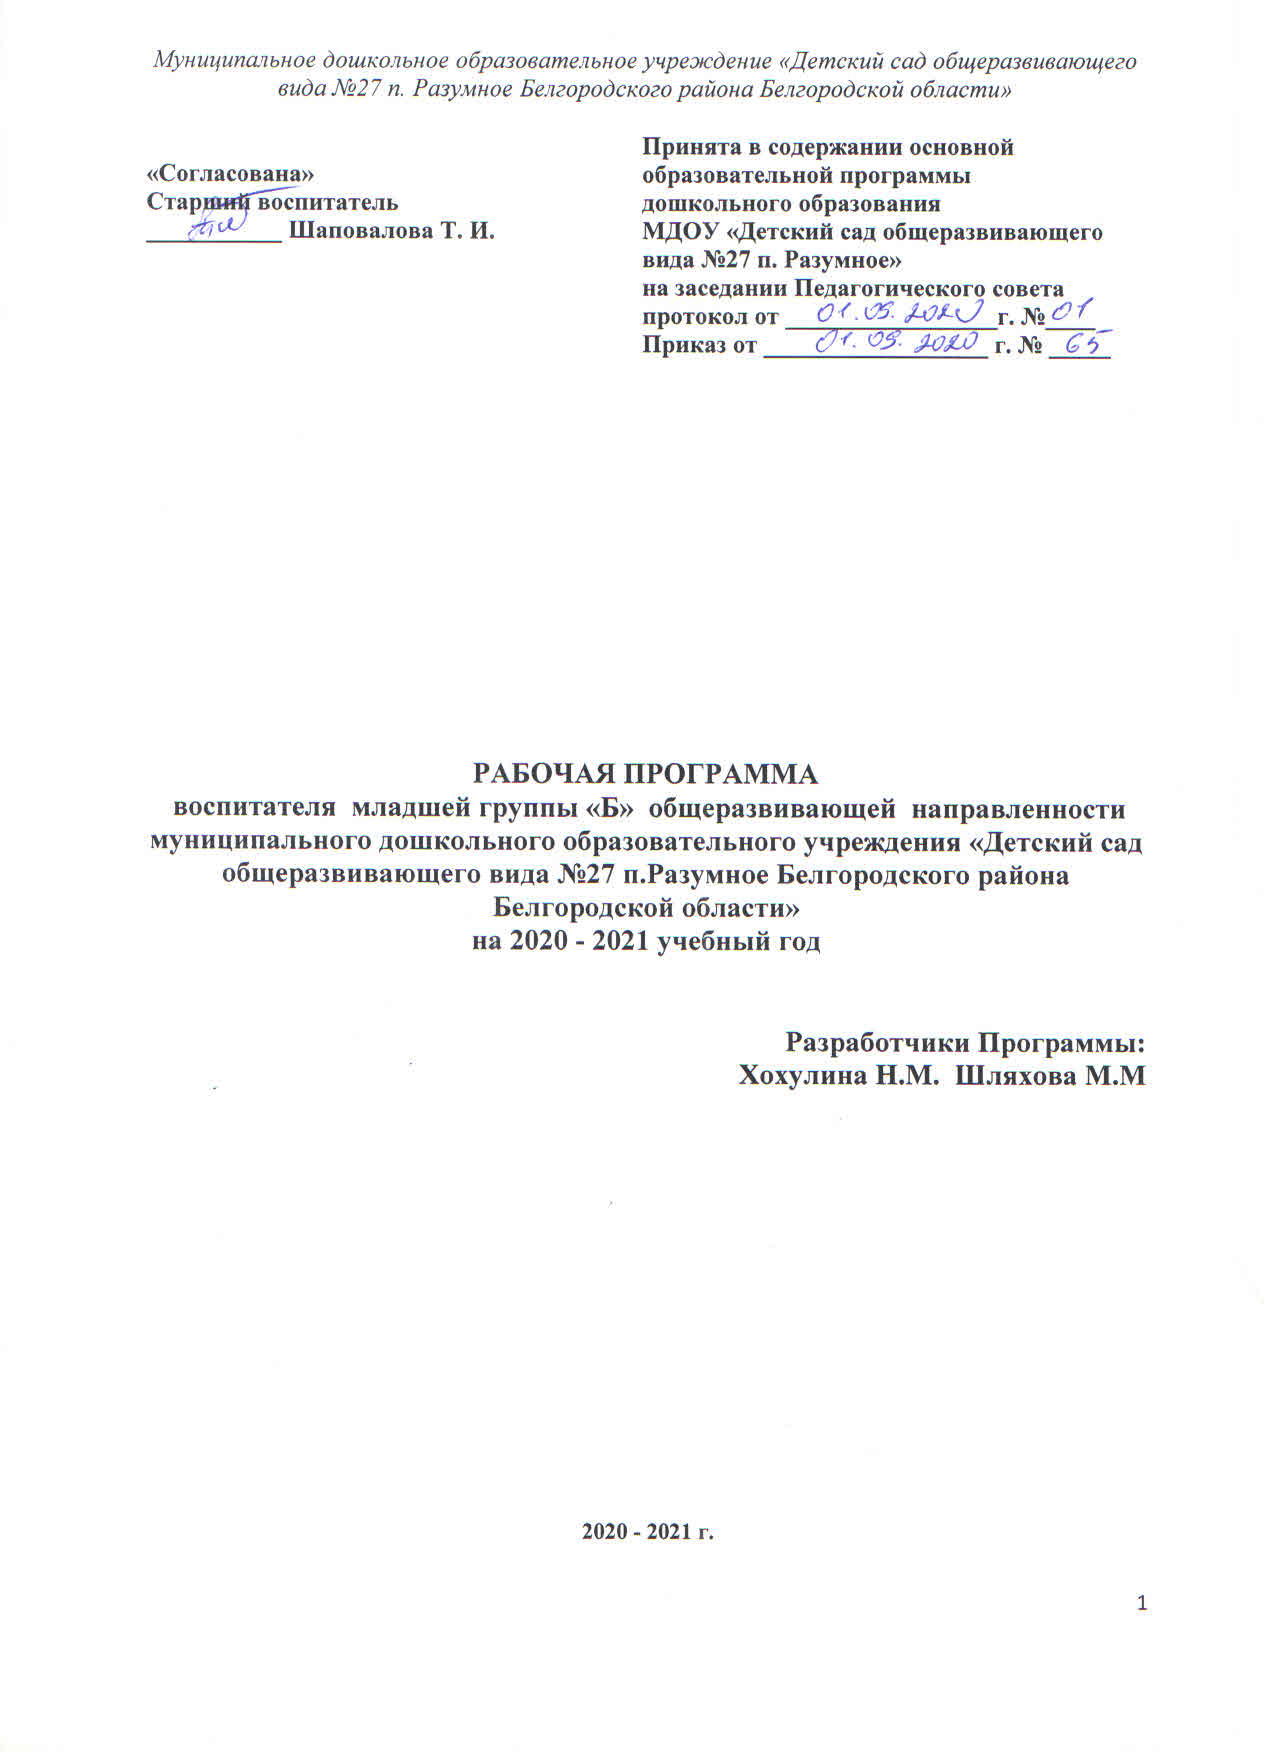 Муниципальное дошкольное образовательное учреждение «Детский сад общеразвивающего
вида №27 п. Разумное Белгородского района Белгородской области»
«Согласована»
Старший воспитатель
___________ Шаповалова Т. И.
Принята в содержании основной
образовательной программы
дошкольного образования
МДОУ «Детский сад общеразвивающего
вида №27 п. Разумное»
на заседании Педагогического совета
протокол от 01.09.2020 г. № 01
Приказ от 01.09.2020 г. № 65
РАБОЧАЯ ПРОГРАММА
воспитателя младшей группы «Б» общеразвивающей направленности
муниципального дошкольного образовательного учреждения «Детский сад
общеразвивающего вида №27 п.Разумное Белгородского района
Белгородской области»
на 2020 - 2021 учебный год
Разработчики Программы:
Хохулина Н.М. Шляхова М.М
2020 - 2021 г.
1